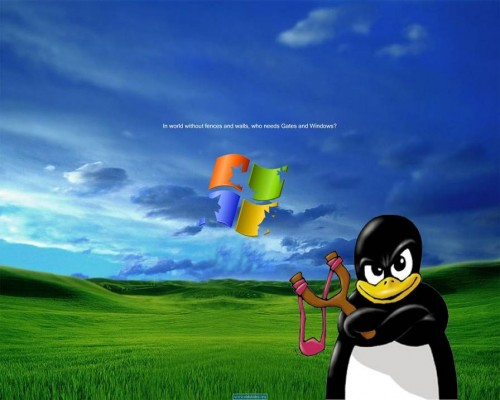 In world without fences and walls, who needs Gates and Windows?